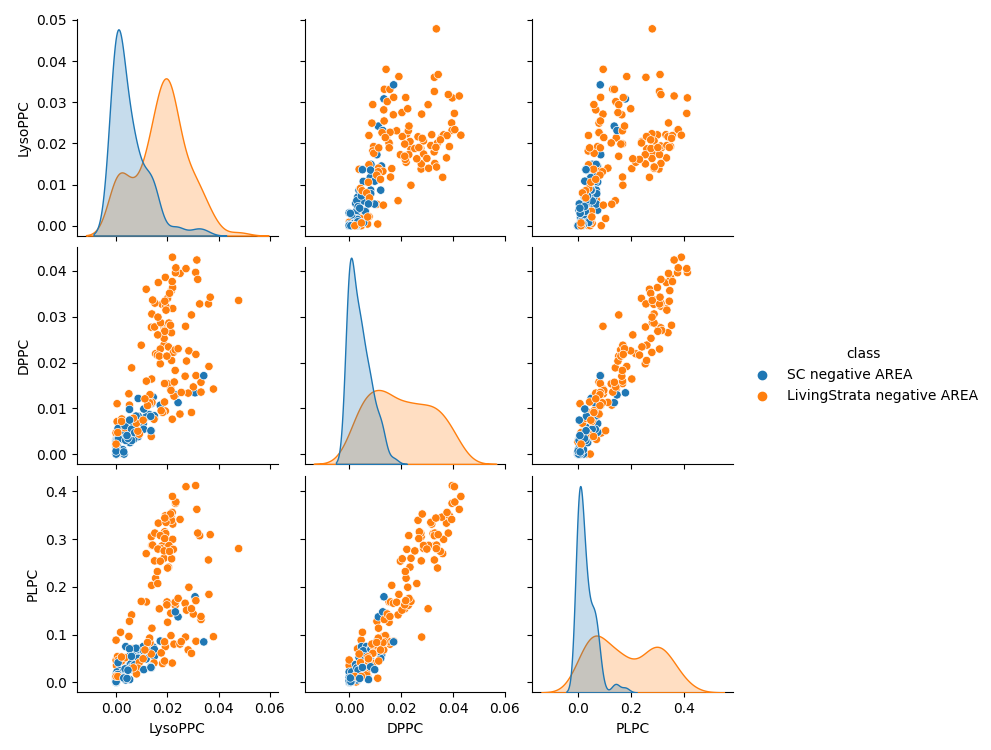 0.05
0.04
0.03
0.02
0.01
0.00
LysoPPC
0.04
0.03
0.02
0.01
0.00
DPPC
class
SC negative AREA
LivingStrata negative AREA
0.4
0.3
0.2
0.1
0.0
PLPC
0.00 0.02 0.04 0.06
0.00 0.02 0.04 0.06
0.0 0.2 0.4
LysoPPC
DPPC
PLPC